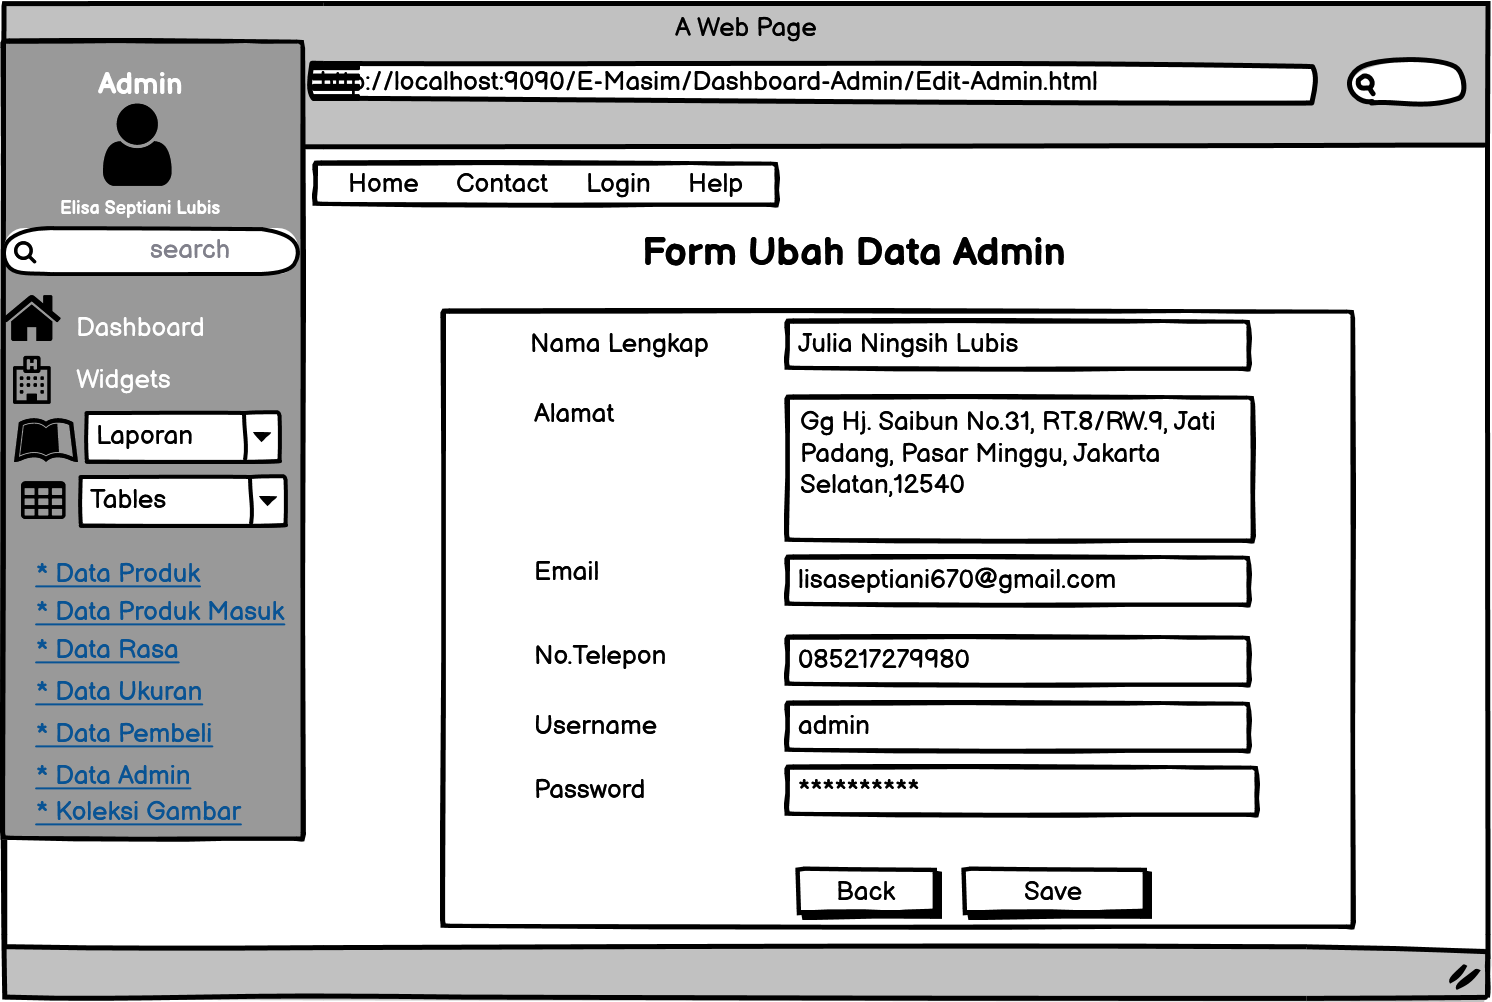 A Web Page
http://localhost:9090/E-Masim/Dashboard-Admin/Edit-Admin.html
Admin
Elisa Septiani Lubis
search
Dashboard
Widgets
Laporan
Tables
* Data Produk
* Data Produk Masuk
* Data Rasa
* Data Ukuran
* Data Pembeli
* Data Admin
* Koleksi Gambar
Home Contact Login Help
Form Ubah Data Admin
Nama Lengkap
Julia Ningsih Lubis
Alamat
Gg Hj. Saibun No.31, RT.8/RW.9, Jati
Padang, Pasar Minggu, Jakarta
Selatan,12540
Email
lisaseptiani670@gmail.com
No.Telepon
085217279980
Username
admin
Password
**********
Back Save